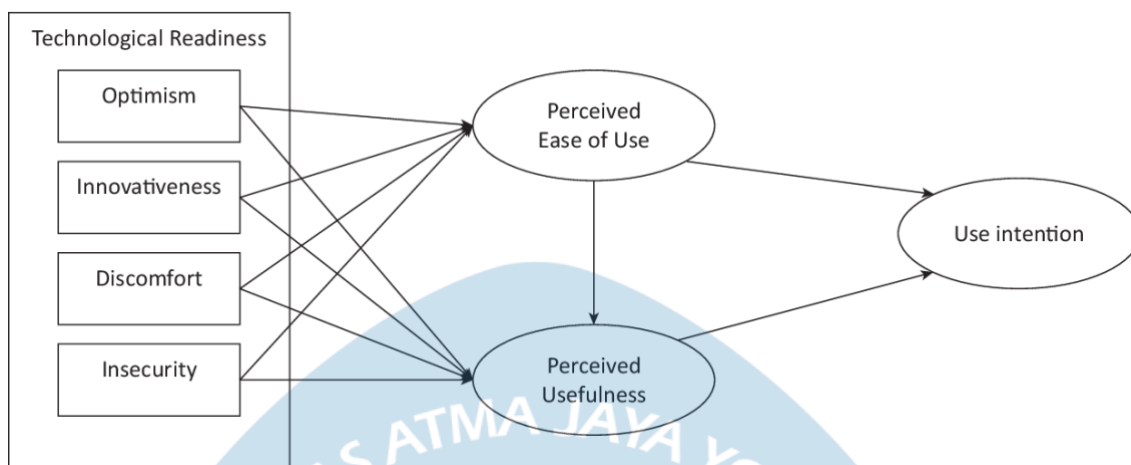 Technological Readiness
Optimism
Innovativeness
Discomfort
Insecurity
Perceived
Ease of Use
Perceived
Usefulness
Use intention
ATMA JAYA